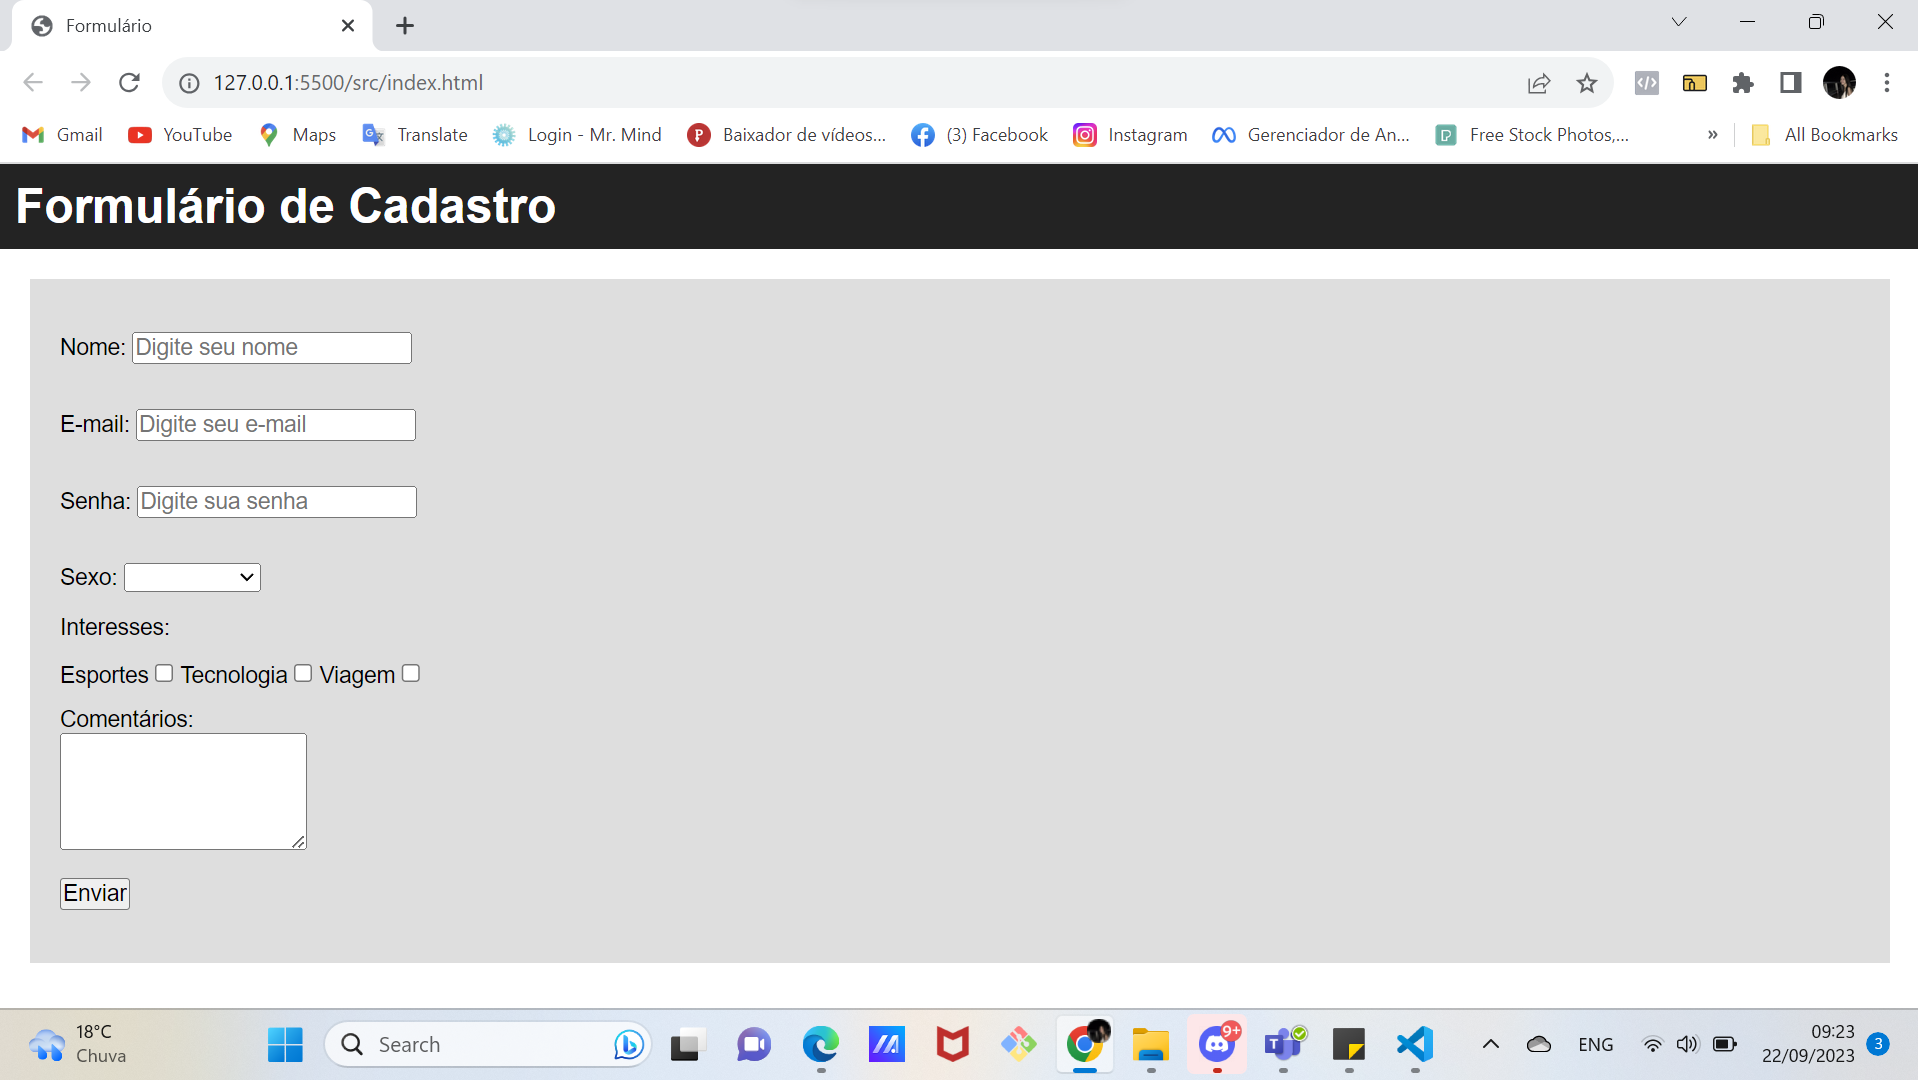 Formulário
127.0.0.1:5500/src/index.html
Gmail YouTube Maps Translate Login - Mr. Mind Baixador de vídeos... (3) Facebook Instagram Gerenciador de An... Free Stock Photos,... » All Bookmarks
Formulário de Cadastro
Nome: Digite seu nome
E-mail: Digite seu e-mail
Senha: Digite sua senha
Sexo:
Interesses:
Esportes Tecnologia Viagem
Comentários:
Enviar
18°C
Chuva
Search
9+
ENG
09:23
22/09/2023
3